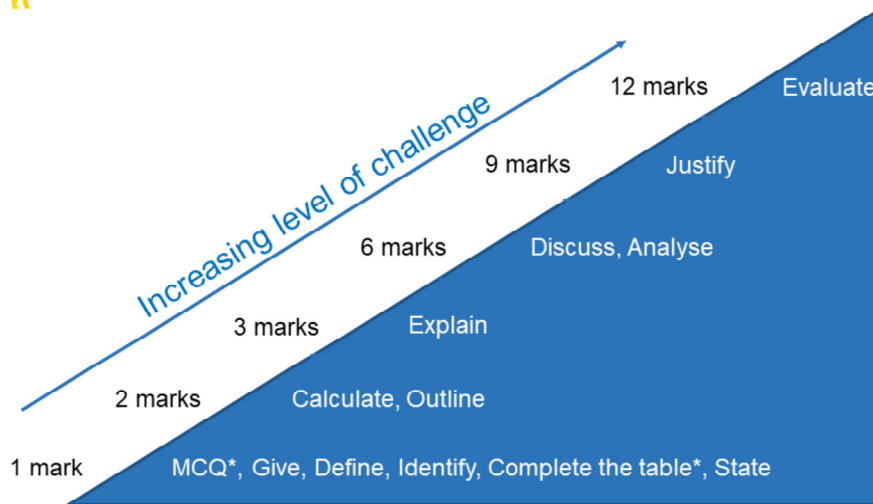 12 marks Evaluate
Increasing level of challenge
9 marks Justify
6 marks Discuss, Analyse
3 marks Explain
2 marks Calculate, Outline
1 mark MCQ*, Give, Define, Identify, Complete the table*, State